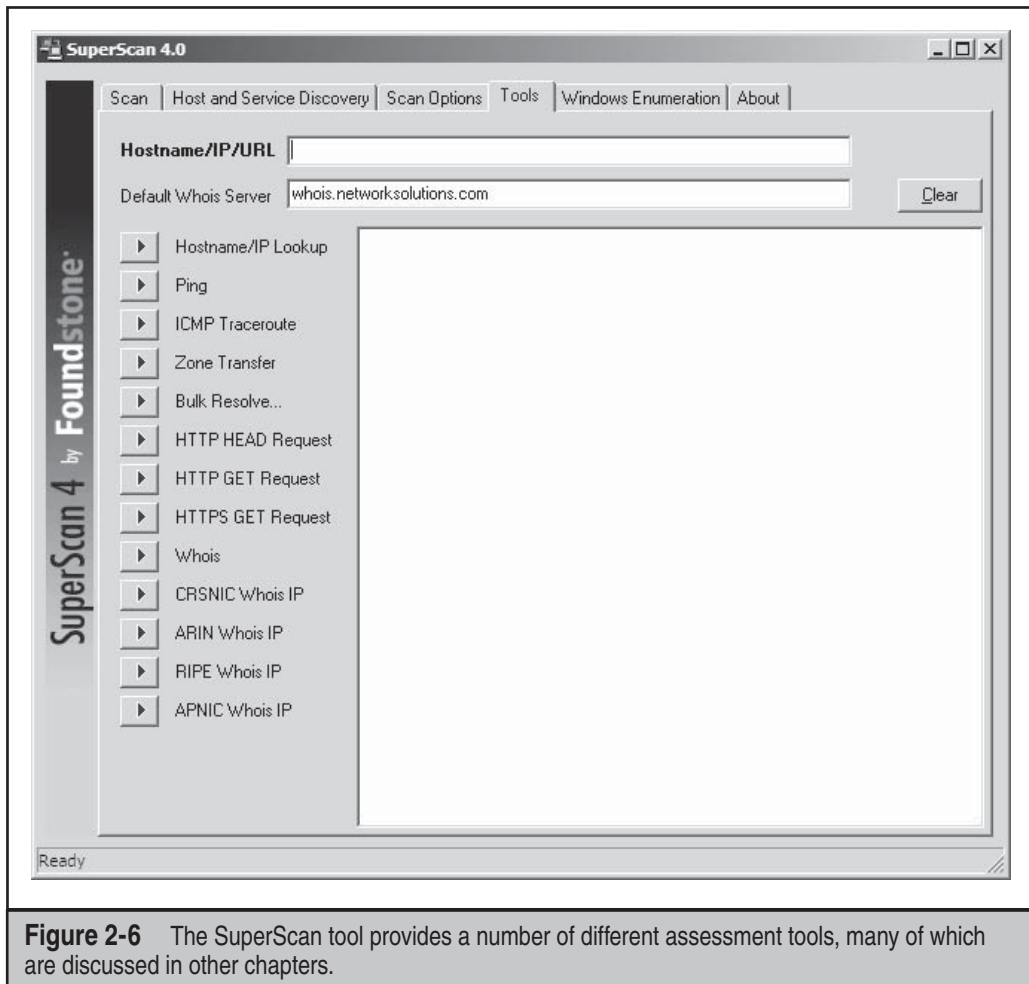 SuperScan 4.0
Scan Host and Service Discovery Scan Options Tools Windows Enumeration About
Hostname/IP/URL
Default Whois Server whois.networksolutions.com Clear
Hostname/IP Lookup
Ping
ICMP Traceroute
Zone Transfer
Bulk Resolve...
HTTP HEAD Request
HTTP GET Request
HTTPS GET Request
Whois
CRSNIC Whois IP
ARIN Whois IP
RIPE Whois IP
APNIC Whois IP
SuperScan 4 by Foundstone
Ready
Figure 2-6 The SuperScan tool provides a number of different assessment tools, many of which
are discussed in other chapters.